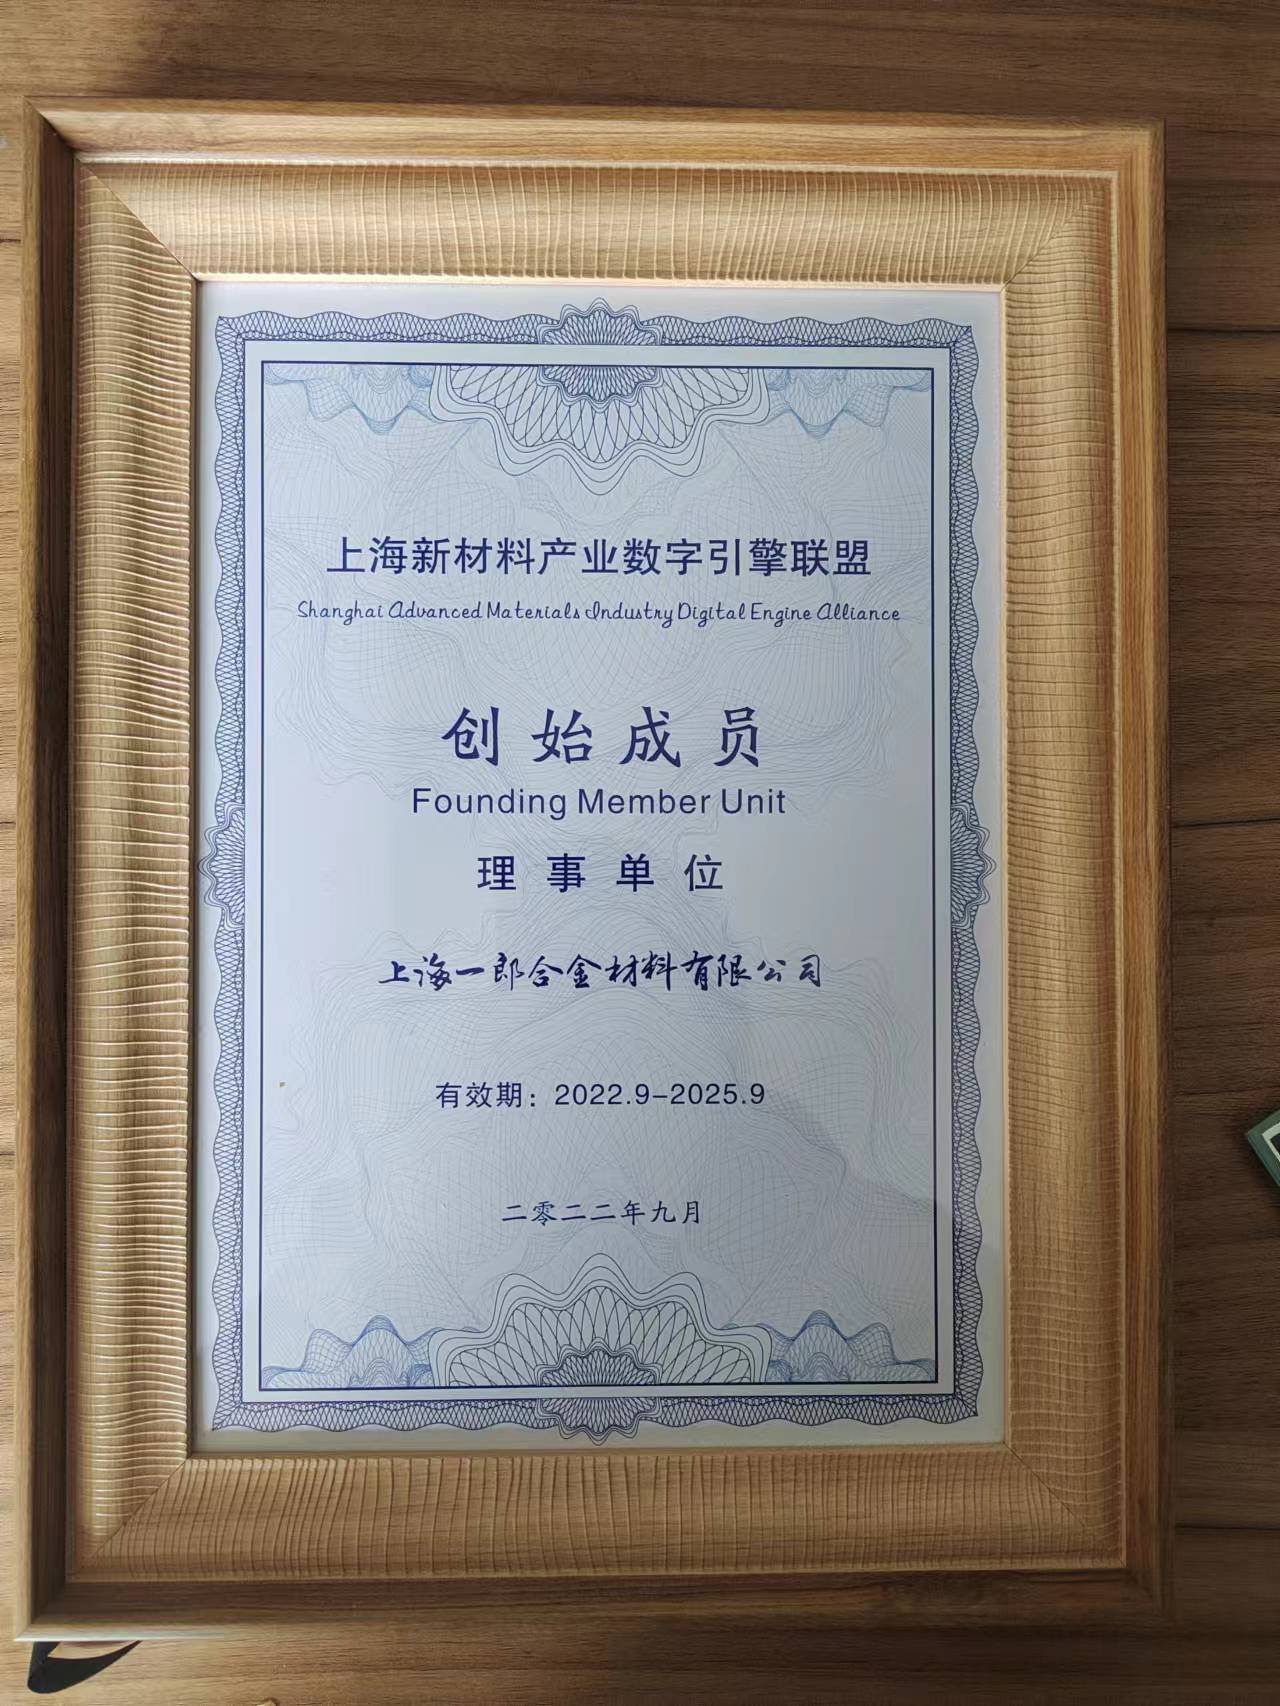 上海新材料产业数字引擎联盟
Shanghai Advanced Materials Industry Digital Engine Alliance
创始成员
Founding Member Unit
理事单位
上海一郎合金材料有限公司
有效期：2022.9-2025.9
二零二二年九月